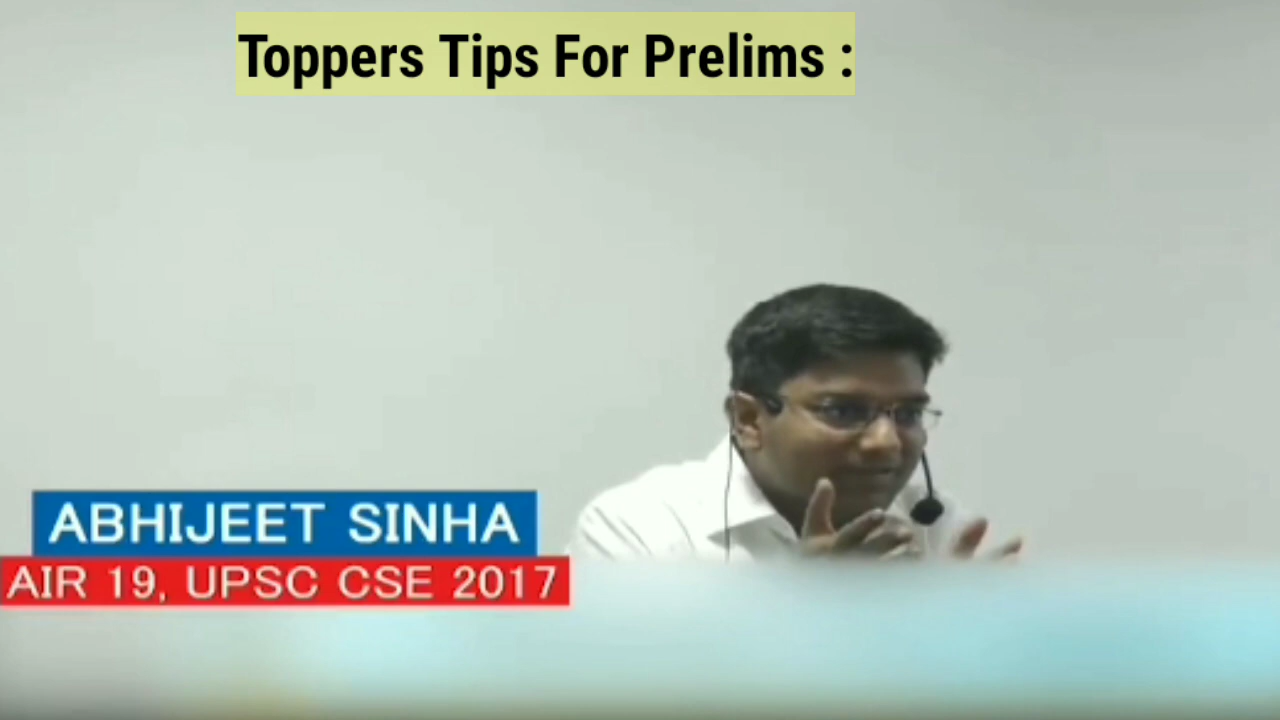 Toppers Tips For Prelims :
ABHIJEET SINHA
AIR 19, UPSC CSE 2017